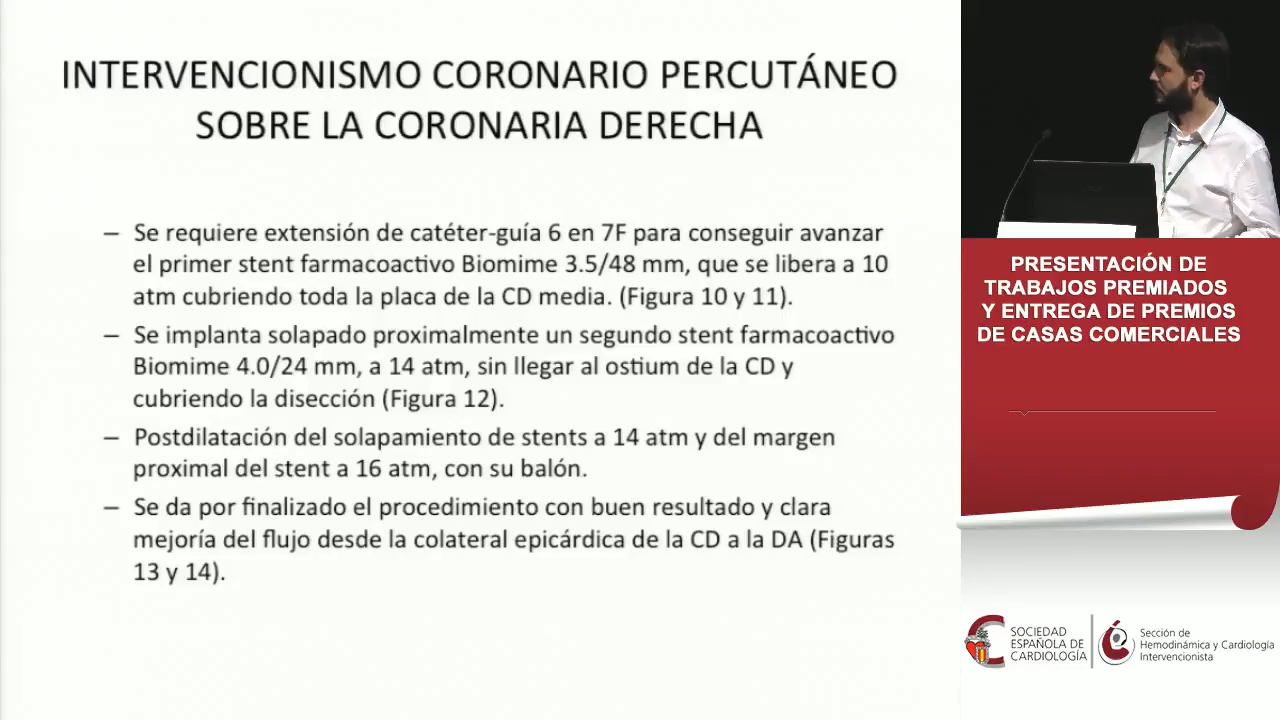 INTERVENCIONISMO CORONARIO PERCUTÁNEO
SOBRE LA CORONARIA DERECHA
– Se requiere extensión de catéter-guía 6 en 7F para conseguir avanzar
el primer stent farmacoactivo Biomime 3.5/48 mm, que se libera a 10
atm cubriendo toda la placa de la CD media. (Figura 10 y 11).
– Se implanta solapado proximalmente un segundo stent farmacoactivo
Biomime 4.0/24 mm, a 14 atm, sin llegar al ostium de la CD y
cubriendo la disección (Figura 12).
– Postdilatación del solapamiento de stents a 14 atm y del margen
proximal del stent a 16 atm, con su balón.
– Se da por finalizado el procedimiento con buen resultado y clara
mejoría del flujo desde la colateral epicárdica de la CD a la DA (Figuras
13 y 14).
PRESENTACIÓN DE
TRABAJOS PREMIADOS
Y ENTREGA DE PREMIOS
DE CASAS COMERCIALES
SOCIEDAD
ESPAÑOLA DE
CARDIOLOGÍA
Sección de
Hemodinámica y Cardiología
Intervencionista